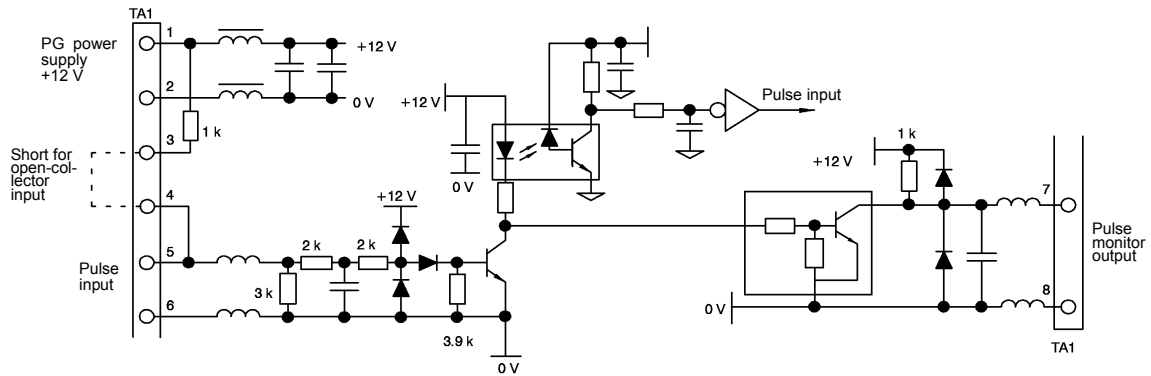 TA1
1
PG power
supply
+12 V
+12 V
2
0 V
1 k
3
Short for
open-col-
lector
input
4
+12 V
0 V
Pulse input
+12 V
2 k
2 k
5
Pulse
input
3 k
6
3.9 k
0 V
1 k
+12 V
7
Pulse
monitor
output
0 V
8
TA1